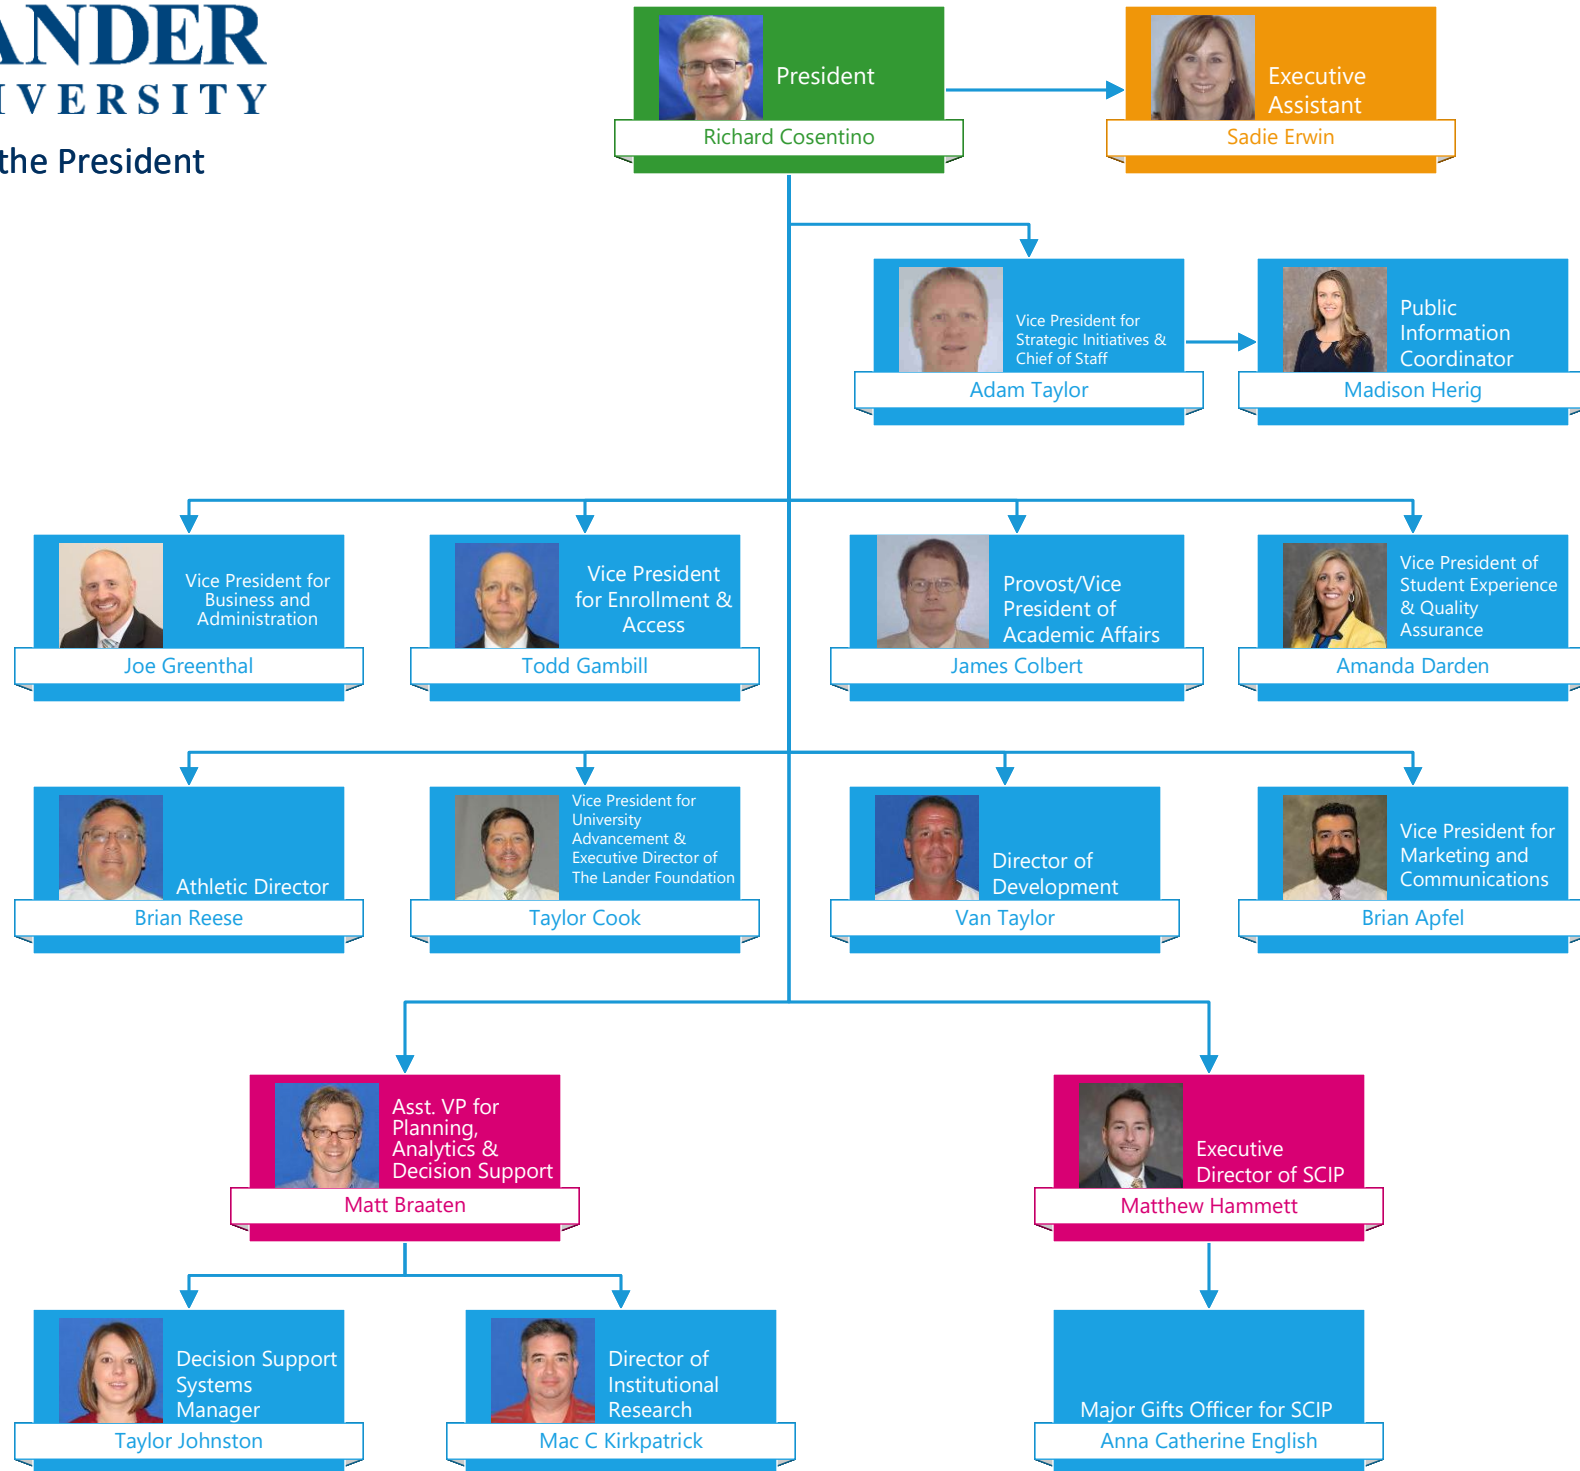 ANDER
IVERSITY
the President
President
Richard Cosentino
Executive
Assistant
Sadie Erwin
Vice President for
Strategic Initiatives &
Chief of Staff
Adam Taylor
Public
Information
Coordinator
Madison Herig
Vice President for
Business and
Administration
Joe Greenthal
Vice President
for Enrollment &
Access
Todd Gambill
Provost/Vice
President of
Academic Affairs
James Colbert
Vice President of
Student Experience
& Quality
Assurance
Amanda Darden
Athletic Director
Brian Reese
Vice President for
University
Advancement &
Executive Director of
The Lander Foundation
Taylor Cook
Director of
Development
Van Taylor
Vice President for
Marketing and
Communications
Brian Apfel
Asst. VP for
Planning,
Analytics &
Decision Support
Matt Braaten
Executive
Director of SCIP
Matthew Hammett
Decision Support
Systems
Manager
Taylor Johnston
Director of
Institutional
Research
Mac C Kirkpatrick
Major Gifts Officer for SCIP
Anna Catherine English